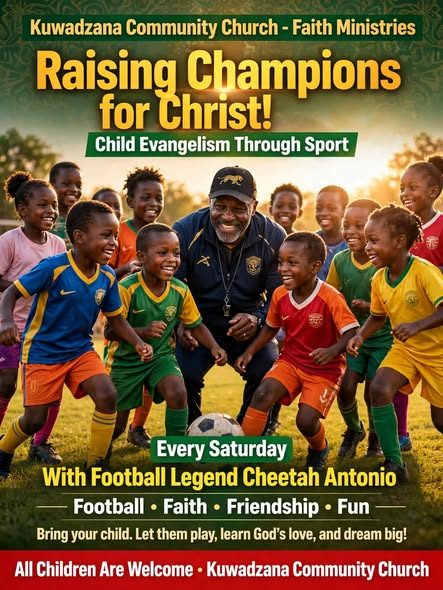 Kuwadzana Community Church - Faith Ministries
Raising Champions
for Christ!
Child Evangelism Through Sport
Every Saturday
With Football Legend Cheetah Antonio
Football • Faith • Friendship • Fun
Bring your child. Let them play, learn God's love, and dream big!
All Children Are Welcome • Kuwadzana Community Church